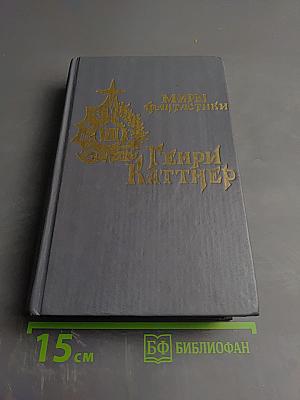 Миры
фантастики
Генри
Каттнер
15 см
БФ БИБЛИОФАН